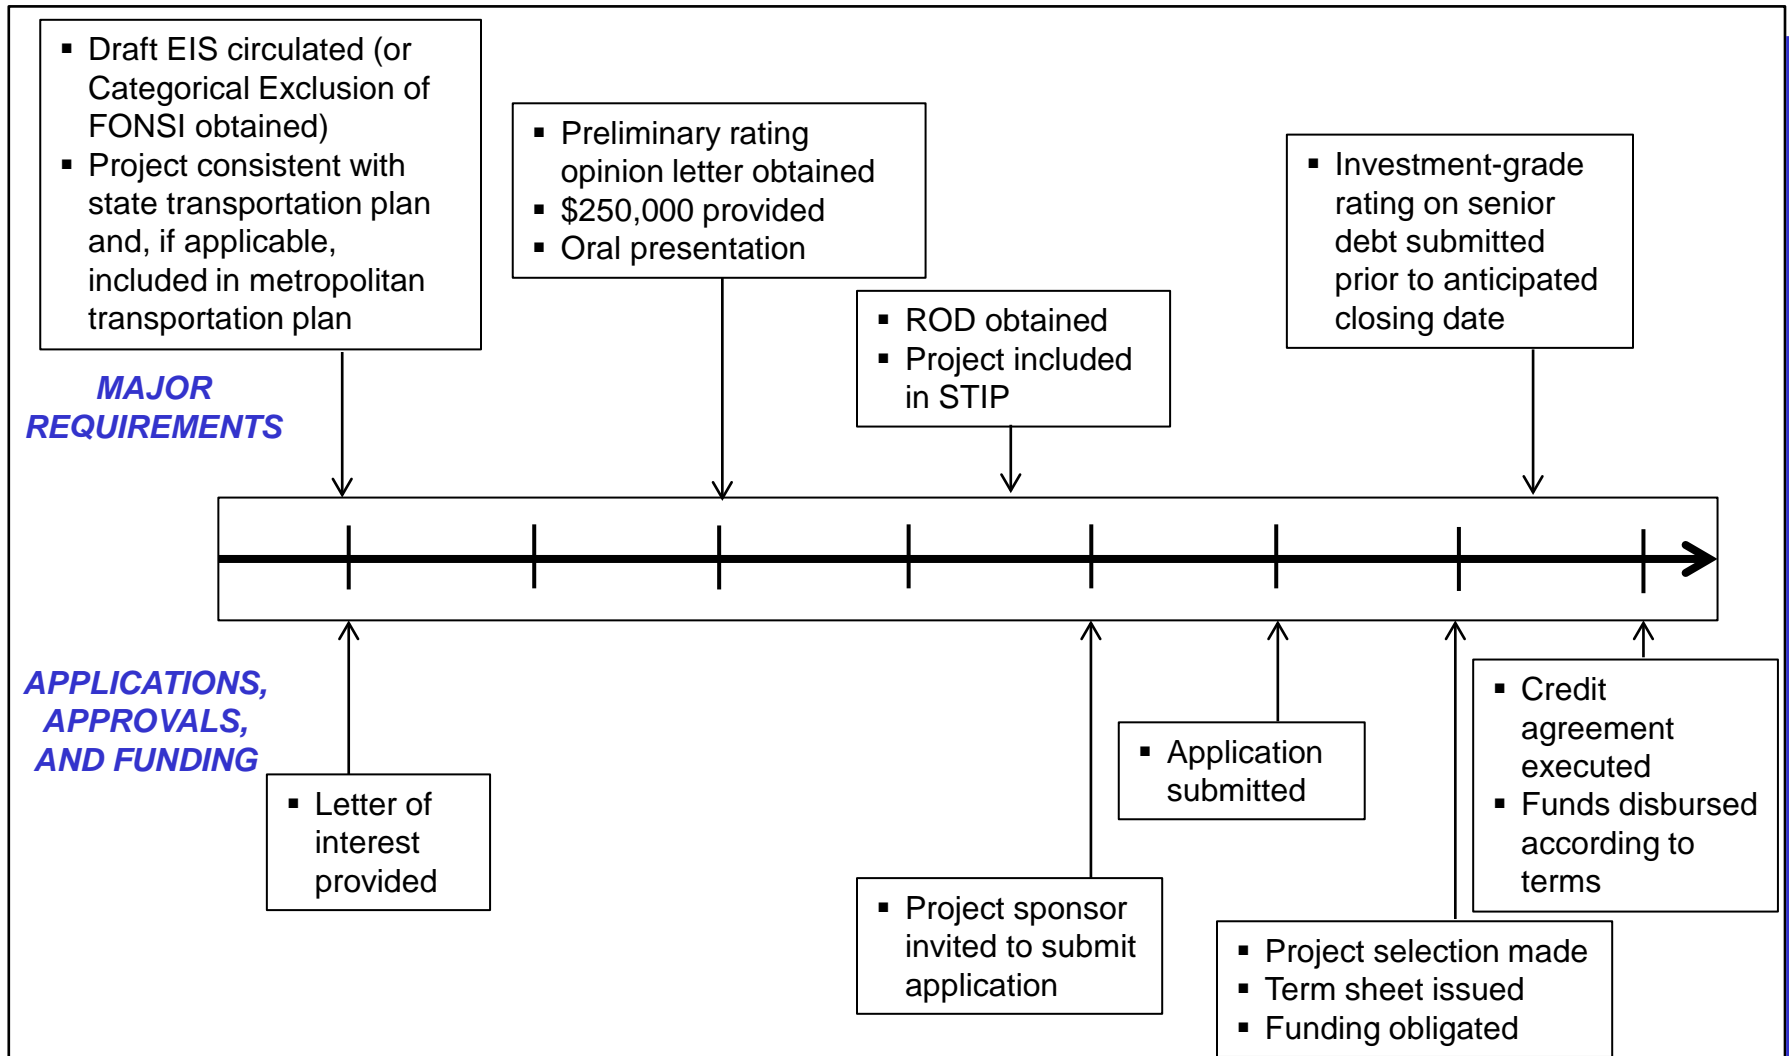 ▪ Draft EIS circulated (or
Categorical Exclusion of
FONSI obtained)
▪ Project consistent with
state transportation plan
and, if applicable,
included in metropolitan
transportation plan
▪ Preliminary rating
opinion letter obtained
▪ $250,000 provided
▪ Oral presentation
▪ ROD obtained
▪ Project included
in STIP
▪ Investment-grade
rating on senior
debt submitted
prior to anticipated
closing date
MAJOR
REQUIREMENTS
APPLICATIONS,
APPROVALS,
AND FUNDING
▪ Letter of
interest
provided
▪ Project sponsor
invited to submit
application
▪ Application
submitted
▪ Project selection made
▪ Term sheet issued
▪ Funding obligated
▪ Credit
agreement
executed
▪ Funds disbursed
according to
terms